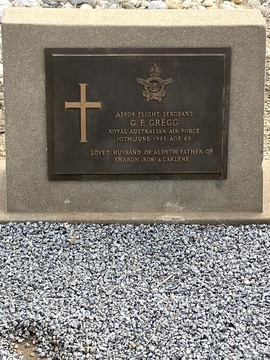 A3809 FLIGHT SERGEANT
G. F. GREGG
ROYAL AUSTRALIAN AIR FORCE
10TH JUNE 1985 AGE 69
LOVED HUSBAND OF ALDYTH FATHER OF
SHARON (ROB) & CARLENE